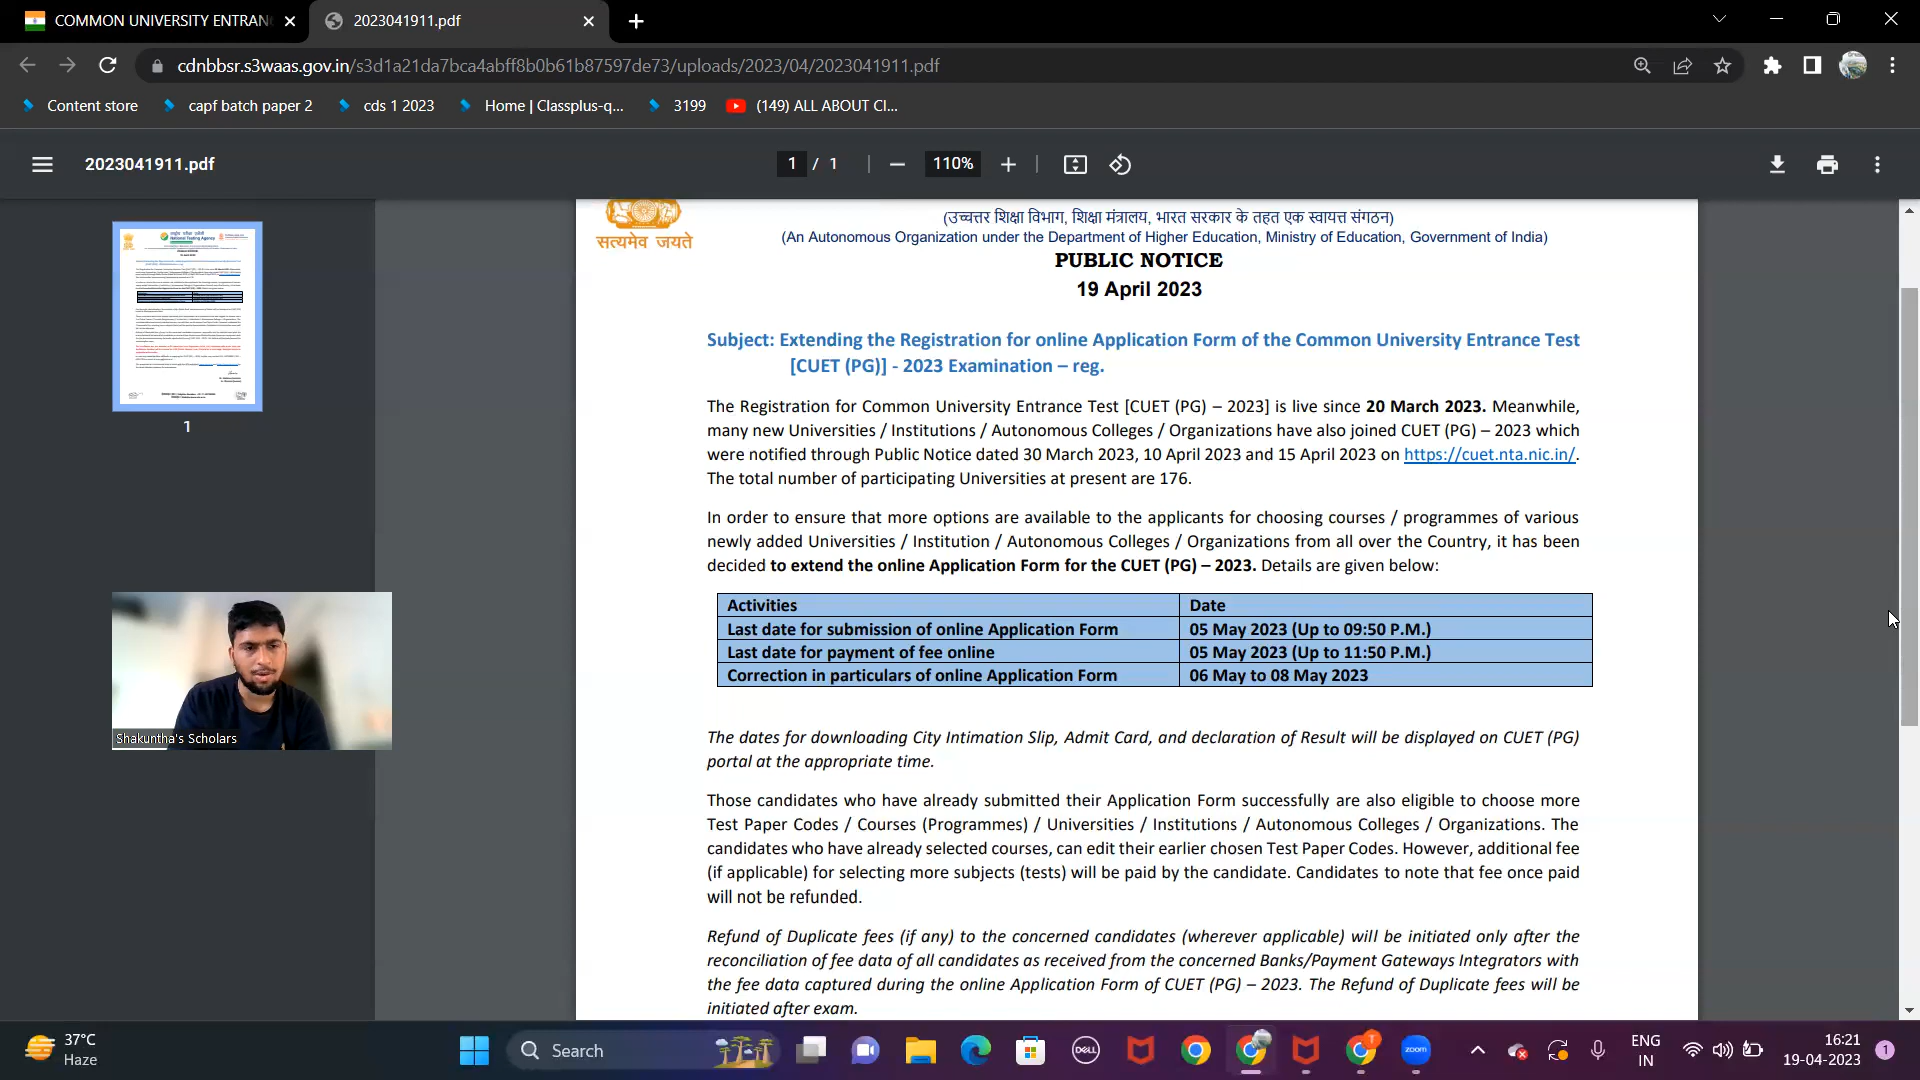 COMMON UNIVERSITY ENTRAN
2023041911.pdf
cdnbbsr.s3waas.gov.in/s3d1a21da7bca4abff8b0b61b87597de73/uploads/2023/04/2023041911.pdf
Content store
capf batch paper 2
cds 1 2023
Home | Classplus-q...
3199
(149) ALL ABOUT CI...
2023041911.pdf
1 / 1
110%
1
सत्यमेव जयते
(उच्चतर शिक्षा विभाग, शिक्षा मंत्रालय, भारत सरकार के तहत एक स्वायत्त संगठन)
(An Autonomous Organization under the Department of Higher Education, Ministry of Education, Government of India)
PUBLIC NOTICE
19 April 2023
Subject: Extending the Registration for online Application Form of the Common University Entrance Test
[CUET (PG)] - 2023 Examination – reg.
The Registration for Common University Entrance Test [CUET (PG) – 2023] is live since 20 March 2023. Meanwhile,
many new Universities / Institutions / Autonomous Colleges / Organizations have also joined CUET (PG) – 2023 which
were notified through Public Notice dated 30 March 2023, 10 April 2023 and 15 April 2023 on https://cuet.nta.nic.in/.
The total number of participating Universities at present are 176.
In order to ensure that more options are available to the applicants for choosing courses / programmes of various
newly added Universities / Institution / Autonomous Colleges / Organizations from all over the Country, it has been
decided to extend the online Application Form for the CUET (PG) – 2023. Details are given below:
Activities Date
Last date for submission of online Application Form 05 May 2023 (Up to 09:50 P.M.)
Last date for payment of fee online 05 May 2023 (Up to 11:50 P.M.)
Correction in particulars of online Application Form 06 May to 08 May 2023
The dates for downloading City Intimation Slip, Admit Card, and declaration of Result will be displayed on CUET (PG)
portal at the appropriate time.
Those candidates who have already submitted their Application Form successfully are also eligible to choose more
Test Paper Codes / Courses (Programmes) / Universities / Institutions / Autonomous Colleges / Organizations. The
candidates who have already selected courses, can edit their earlier chosen Test Paper Codes. However, additional fee
(if applicable) for selecting more subjects (tests) will be paid by the candidate. Candidates to note that fee once paid
will not be refunded.
Refund of Duplicate fees (if any) to the concerned candidates (wherever applicable) will be initiated only after the
reconciliation of fee data of all candidates as received from the concerned Banks/Payment Gateways Integrators with
the fee data captured during the online Application Form of CUET (PG) – 2023. The Refund of Duplicate fees will be
initiated after exam.
Shakuntha's Scholars
37°C
Haze
Search
DELL
zoom
ENG
IN
16:21
19-04-2023
1